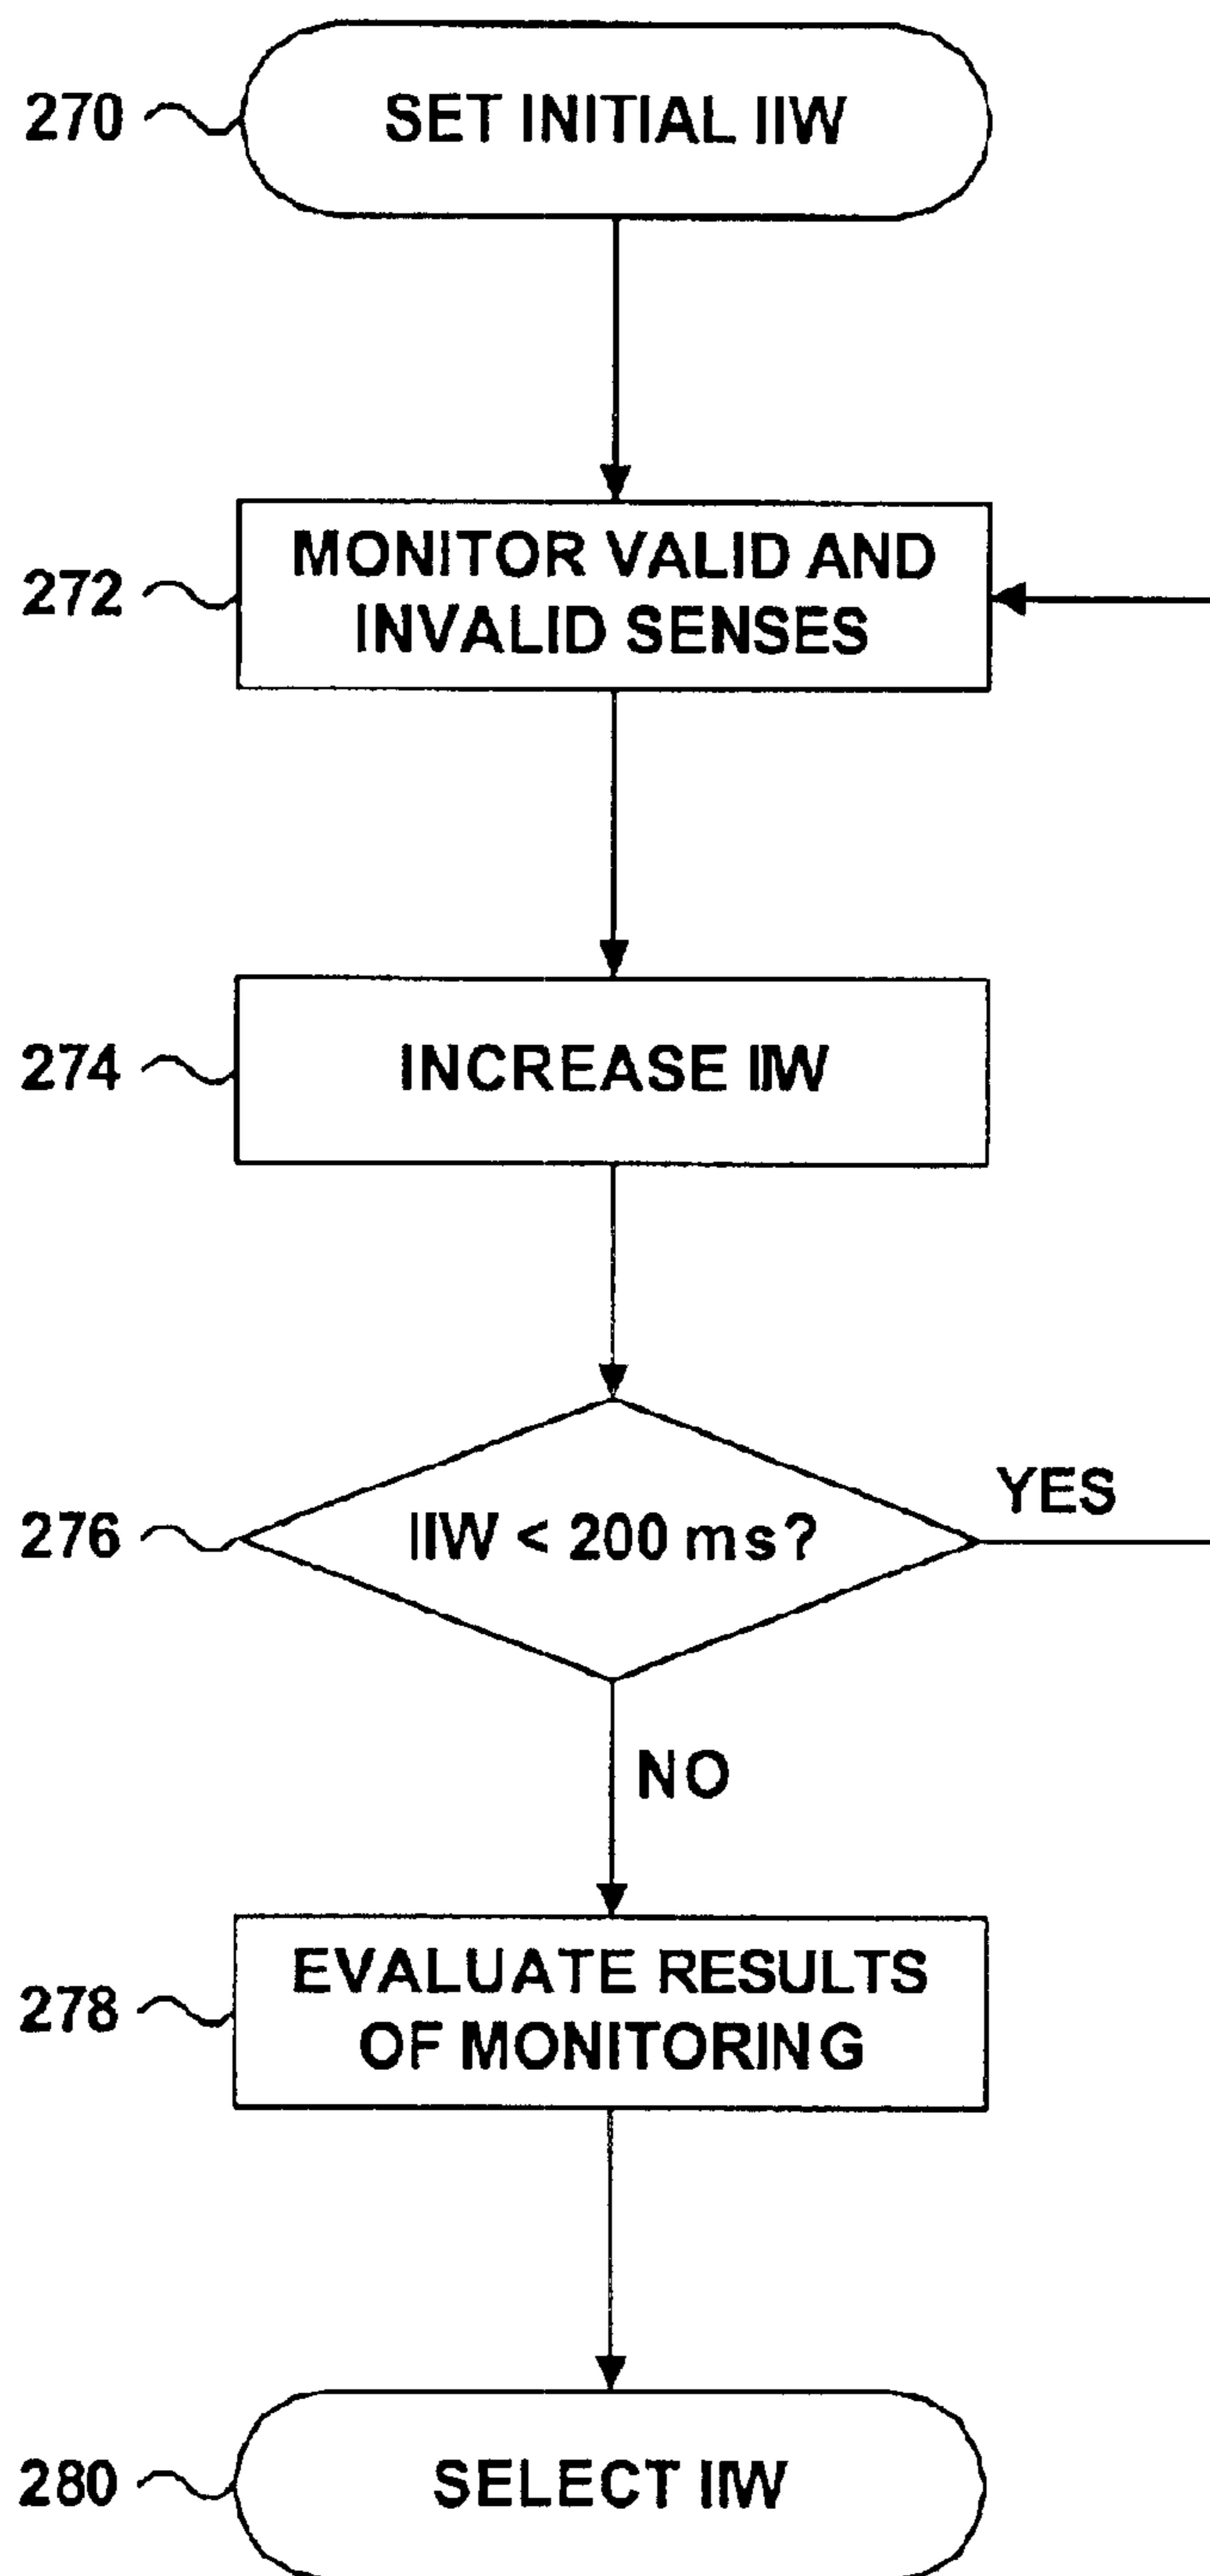 270
SET INITIAL IIW
272
MONITOR VALID AND
INVALID SENSES
274
INCREASE IIW
276
IIW < 200 ms?
YES
NO
278
EVALUATE RESULTS
OF MONITORING
280
SELECT IIW